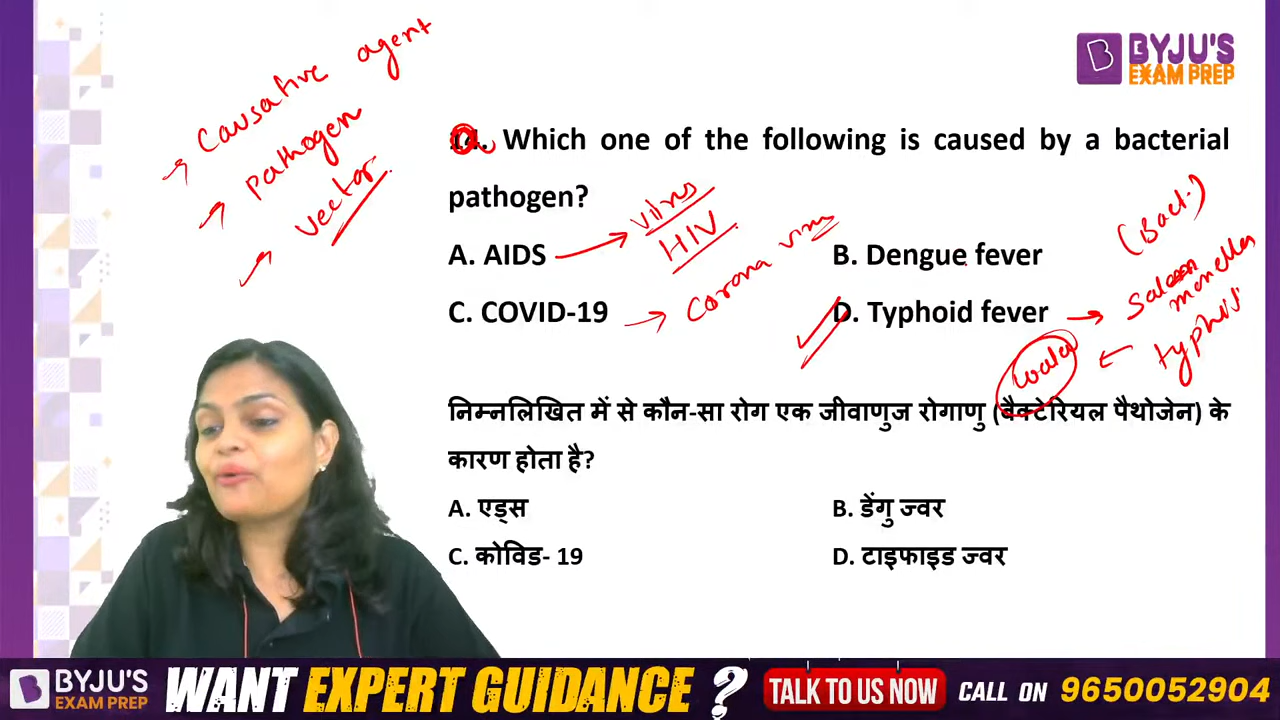 → Causative agent
→ Pathogen
→ Vector
BYJU'S
EXAM PREP
14. Which one of the following is caused by a bacterial
pathogen?
A. AIDS → Virus
HIV
B. Dengue fever
C. COVID-19 → Corona virus
D. Typhoid fever → Salmonella
(Bact.)
typhi
निम्नलिखित में से कौन-सा रोग एक जीवाणुज रोगाणु (बैक्टेरियल पैथोजेन) के
कारण होता है?
A. एड्स
B. डेंगु ज्वर
C. कोविड- 19
D. टाइफाइड ज्वर
BYJU'S
EXAM PREP
WANT EXPERT GUIDANCE ?
TALK TO US NOW
CALL ON 9650052904